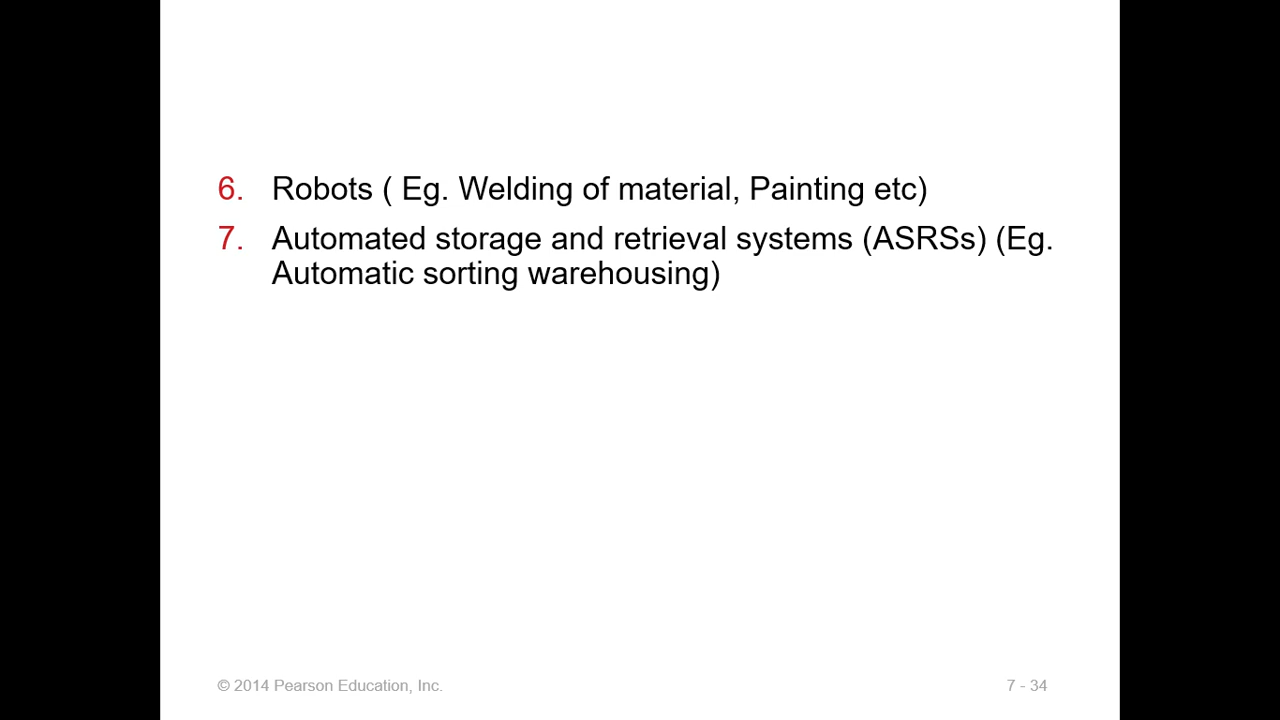 6. Robots ( Eg. Welding of material, Painting etc)
7. Automated storage and retrieval systems (ASRSs) (Eg.
Automatic sorting warehousing)
© 2014 Pearson Education, Inc.
7 - 34